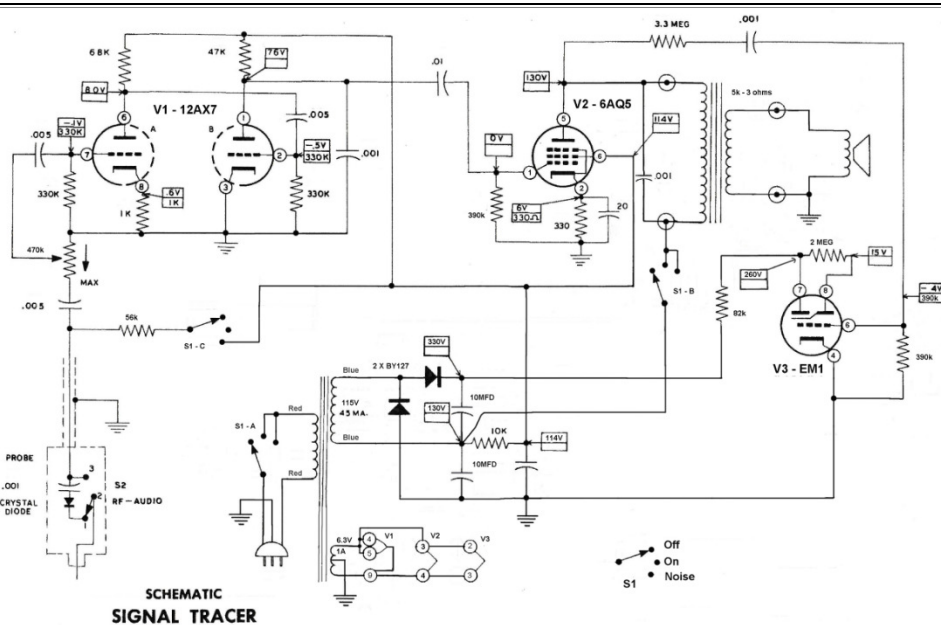 68K
47K
76V
80V
V1 - 12AX7
.005
-.1V
330K
A
B
6
7
8
1
2
3
.005
-.5V
330K
.001
330K
.6V
1K
1K
330K
470k
MAX
.005
56k
S1 - C
.01
3.3 MEG
.001
130V
V2 - 6AQ5
114V
5k - 3 ohms
0V
5
1
6
2
.001
6V
330Ω
390k
330
20
S1 - B
2 MEG
15V
260V
7
8
6
4
- 4V
390k
82k
390k
V3 - EM1
330V
Blue
2 X BY127
115V
45 MA.
10MFD
130V
Blue
10K
114V
10MFD
Red
S1 - A
Red
PROBE
.001
CRYSTAL
DIODE
3
2
1
S2
RF - AUDIO
6.3V
1A
4
5
9
V1
3
4
V2
2
3
V3
Off
On
Noise
S1
SCHEMATIC
SIGNAL TRACER